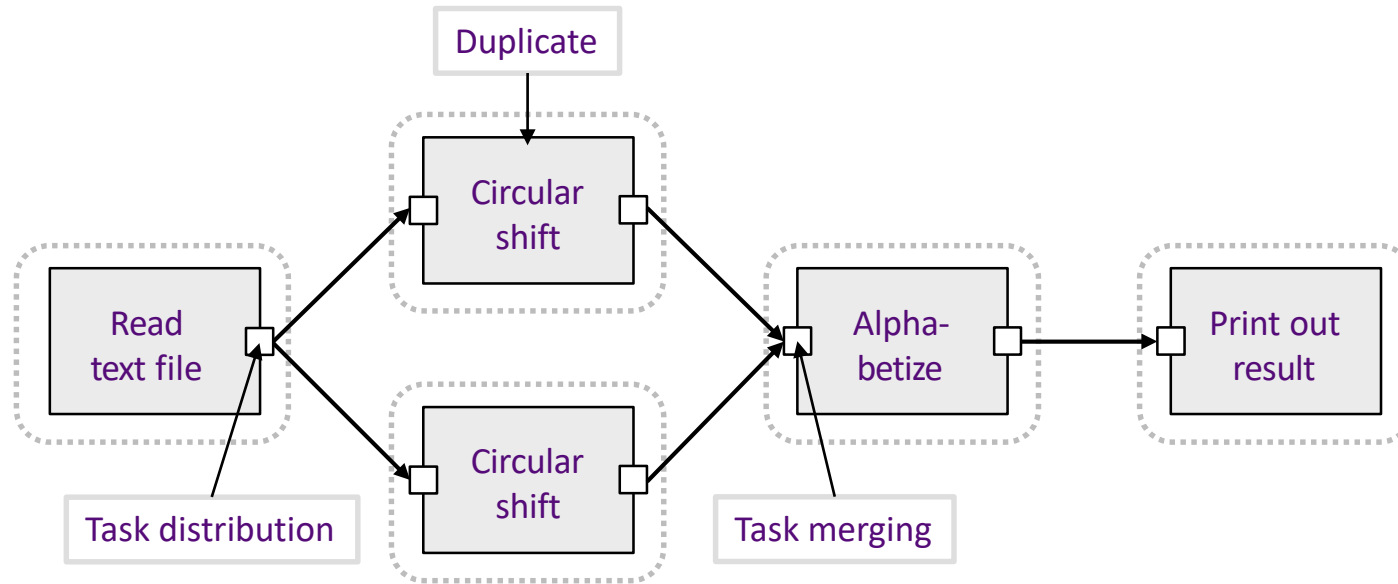 Duplicate
Circular
shift
Read
text file
Alpha-
betize
Print out
result
Circular
shift
Task distribution
Task merging